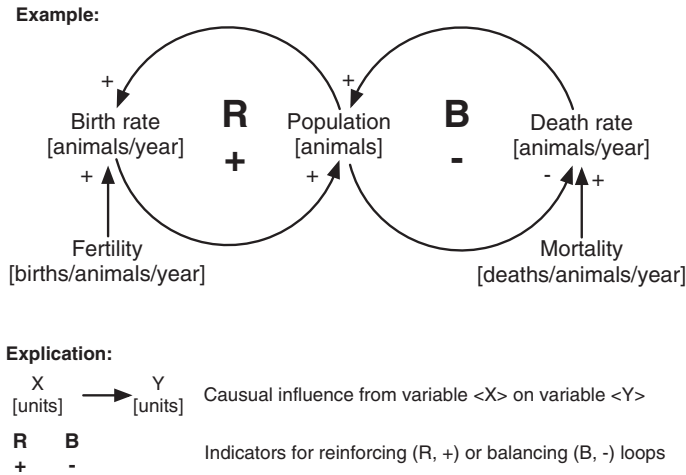 Example:
+ +
R B
Birth rate Population Death rate
[animals/year] [animals] [animals/year]
+ -
+ + - +
Fertility Mortality
[births/animals/year] [deaths/animals/year]
Explication:
X Y
[units] [units] Causual influence from variable <X> on variable <Y>
R B
+ - Indicators for reinforcing (R, +) or balancing (B, -) loops